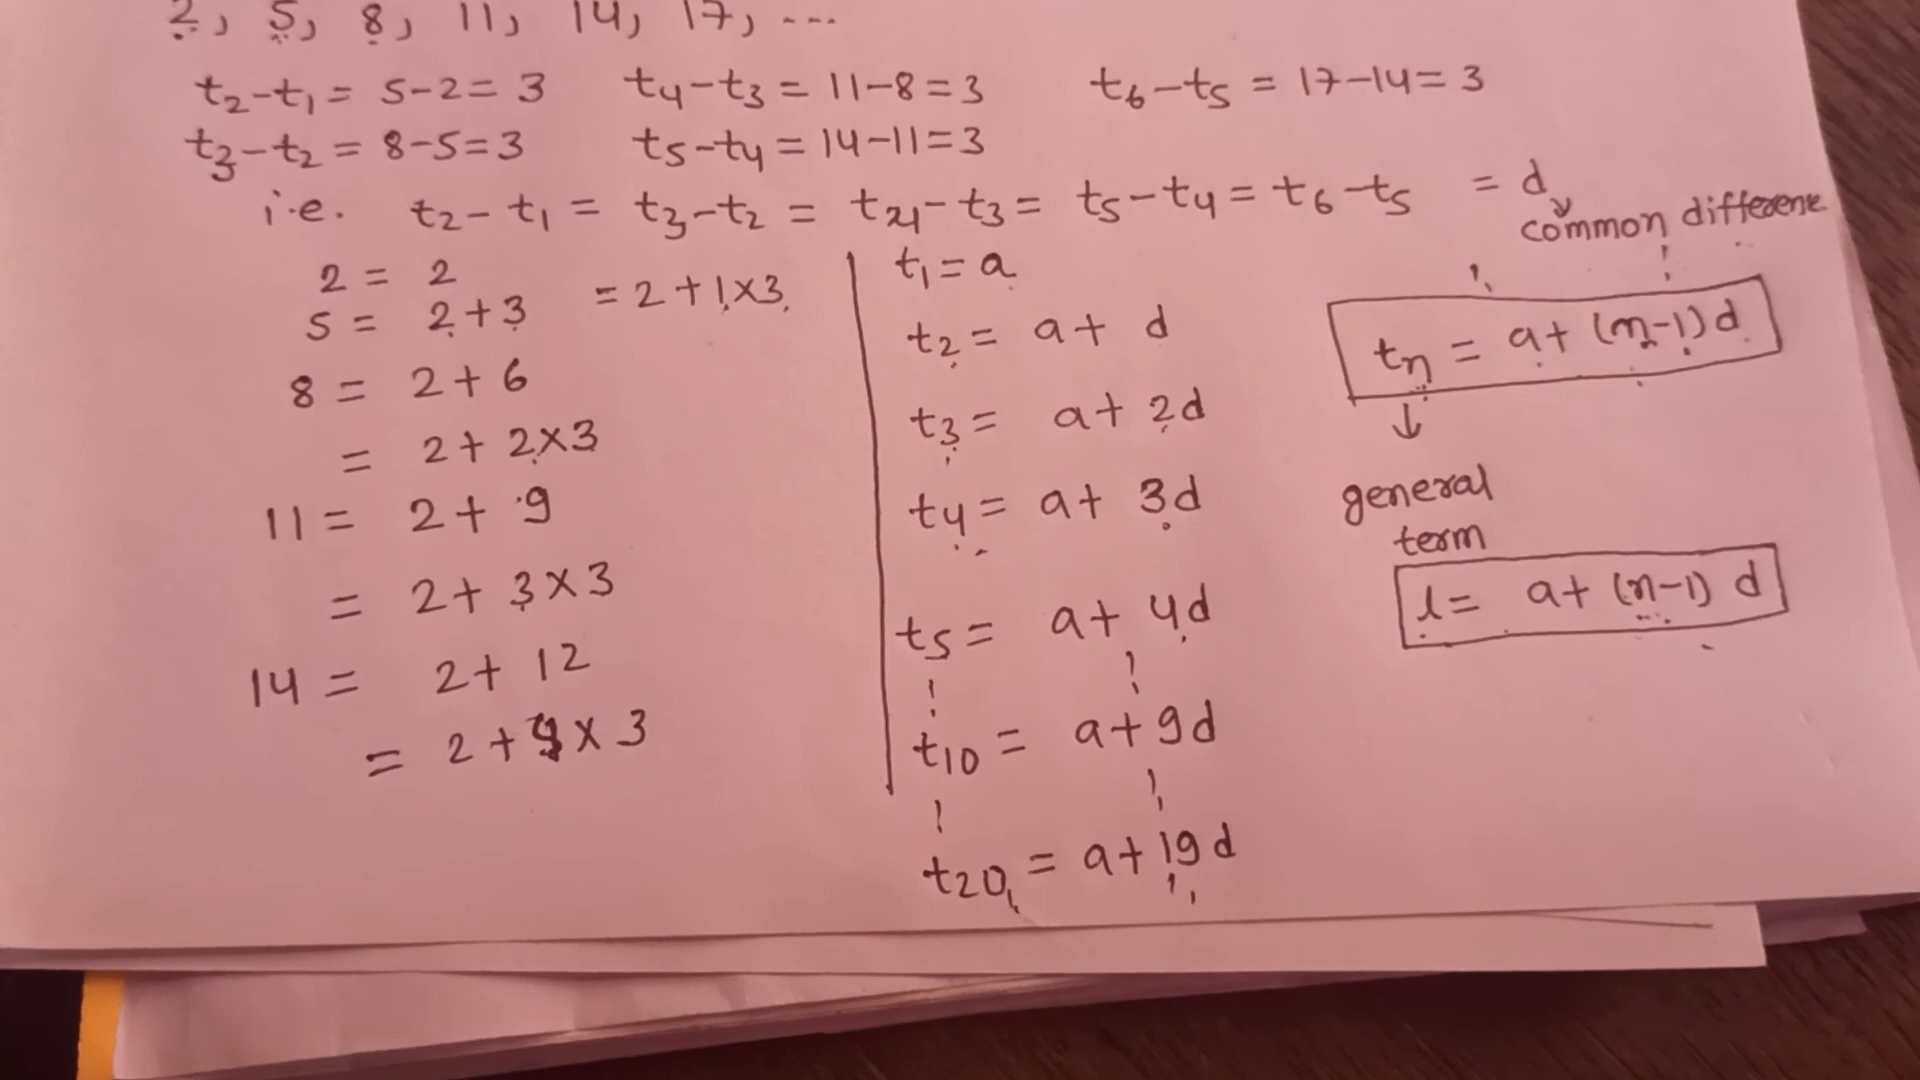 2, 5, 8, 11, 14, 17, ---
t2-t1 = 5-2 = 3 t4-t3 = 11-8 = 3 t6-t5 = 17-14 = 3
t3-t2 = 8-5 = 3 t5-t4 = 14-11 = 3
i.e. t2-t1 = t3-t2 = t4-t3 = t5-t4 = t6-t5 = d
common difference
2 = 2
5 = 2+3 = 2+1×3
8 = 2+6
= 2+2×3
11 = 2+9
= 2+3×3
14 = 2+12
= 2+4×3
t1 = a
t2 = a+ d
t3 = a+ 2d
t4 = a+ 3d
t5 = a+ 4d
t10 = a+9d
t20 = a+19d
tn = a+(n-1)d
↓
general
term
l = a+(n-1) d